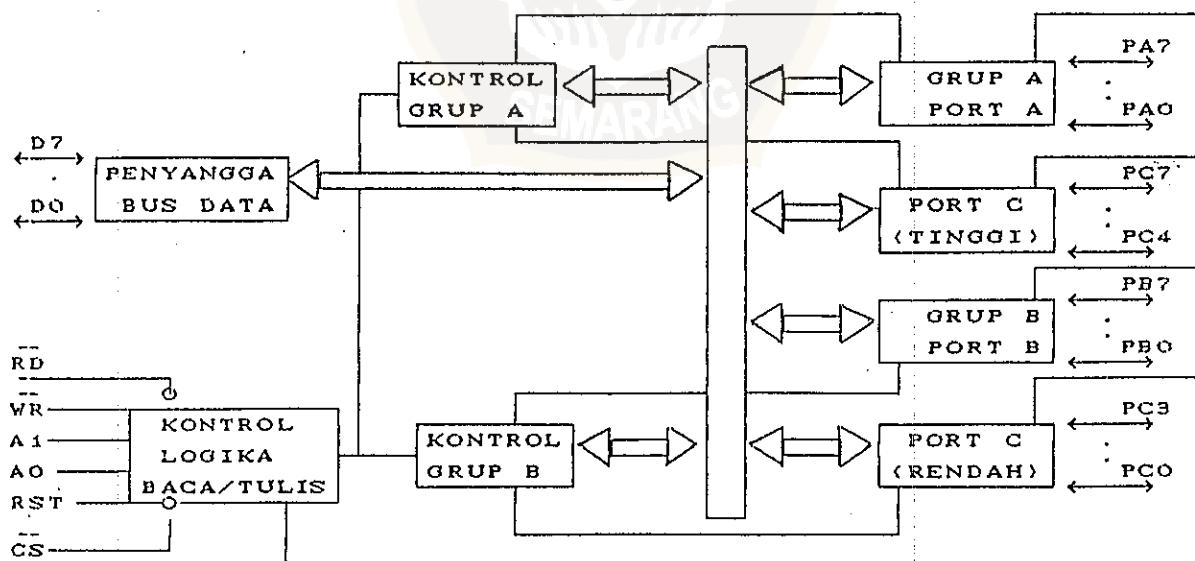 KONTROL
GRUP A
GRUP A
PORT A
PA7
PA0
SEMARANG
D7
D0
PENYANGGA
BUS DATA
PORT C
(TINGGI)
PC7
PC4
GRUP B
PORT B
PB7
PB0
RD
WR
A1
A0
RST
CS
KONTROL
LOGIKA
BACA/TULIS
KONTROL
GRUP B
PORT C
(RENDAH)
PC3
PC0